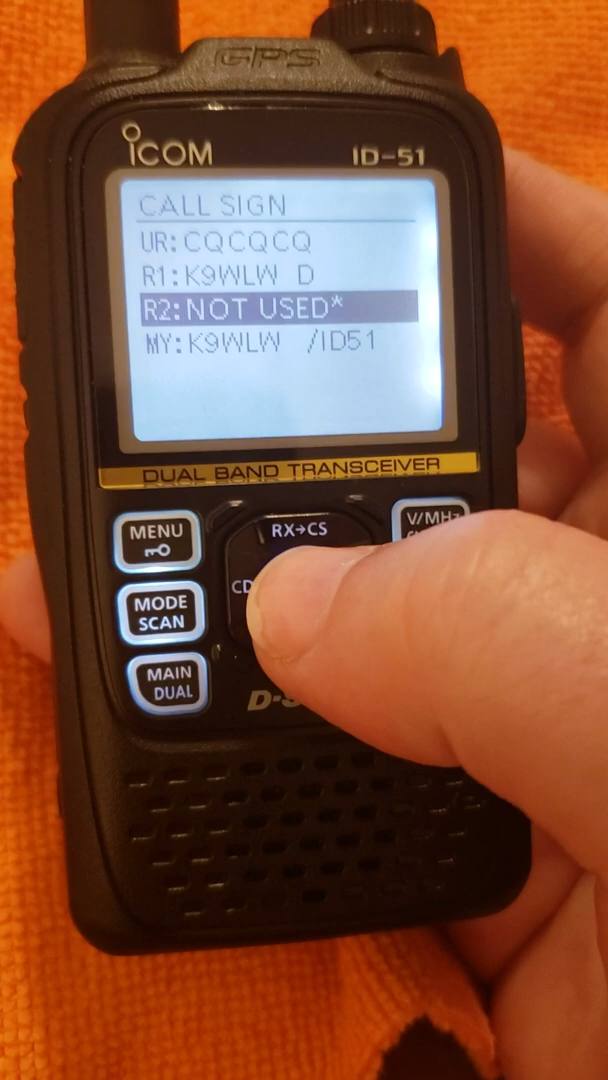 GPS
ICOM
ID-51
CALL SIGN
UR:CQCQCQ
R1:K9WLW D
R2:NOT USED*
MY:K9WLW /ID51
DUAL BAND TRANSCEIVER
MENU
RX→CS
V/MHz
CD
MODE
SCAN
MAIN
DUAL